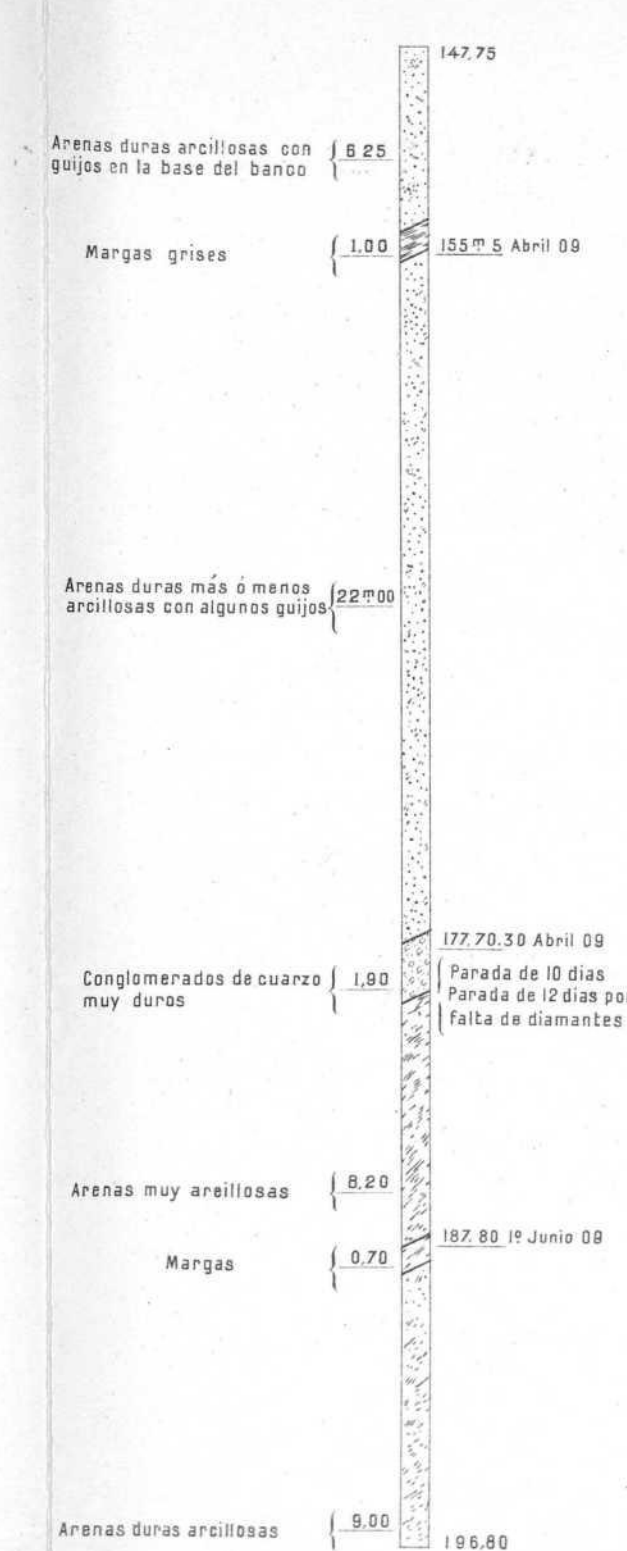 147,75
Arenas duras arcillosas con
guijos en la base del banco
6 25
Margas grises
1,00
155m 5 Abril 09
Arenas duras más ó menos
arcillosas con algunos guijos
22m00
177,70.30 Abril 09
Conglomerados de cuarzo
muy duros
1,90
Parada de 10 dias
Parada de 12 dias po
falta de diamantes
Arenas muy areillosas
8,20
187.80 1º Junio 09
Margas
0,70
Arenas duras arcillosas
9,00
196,80